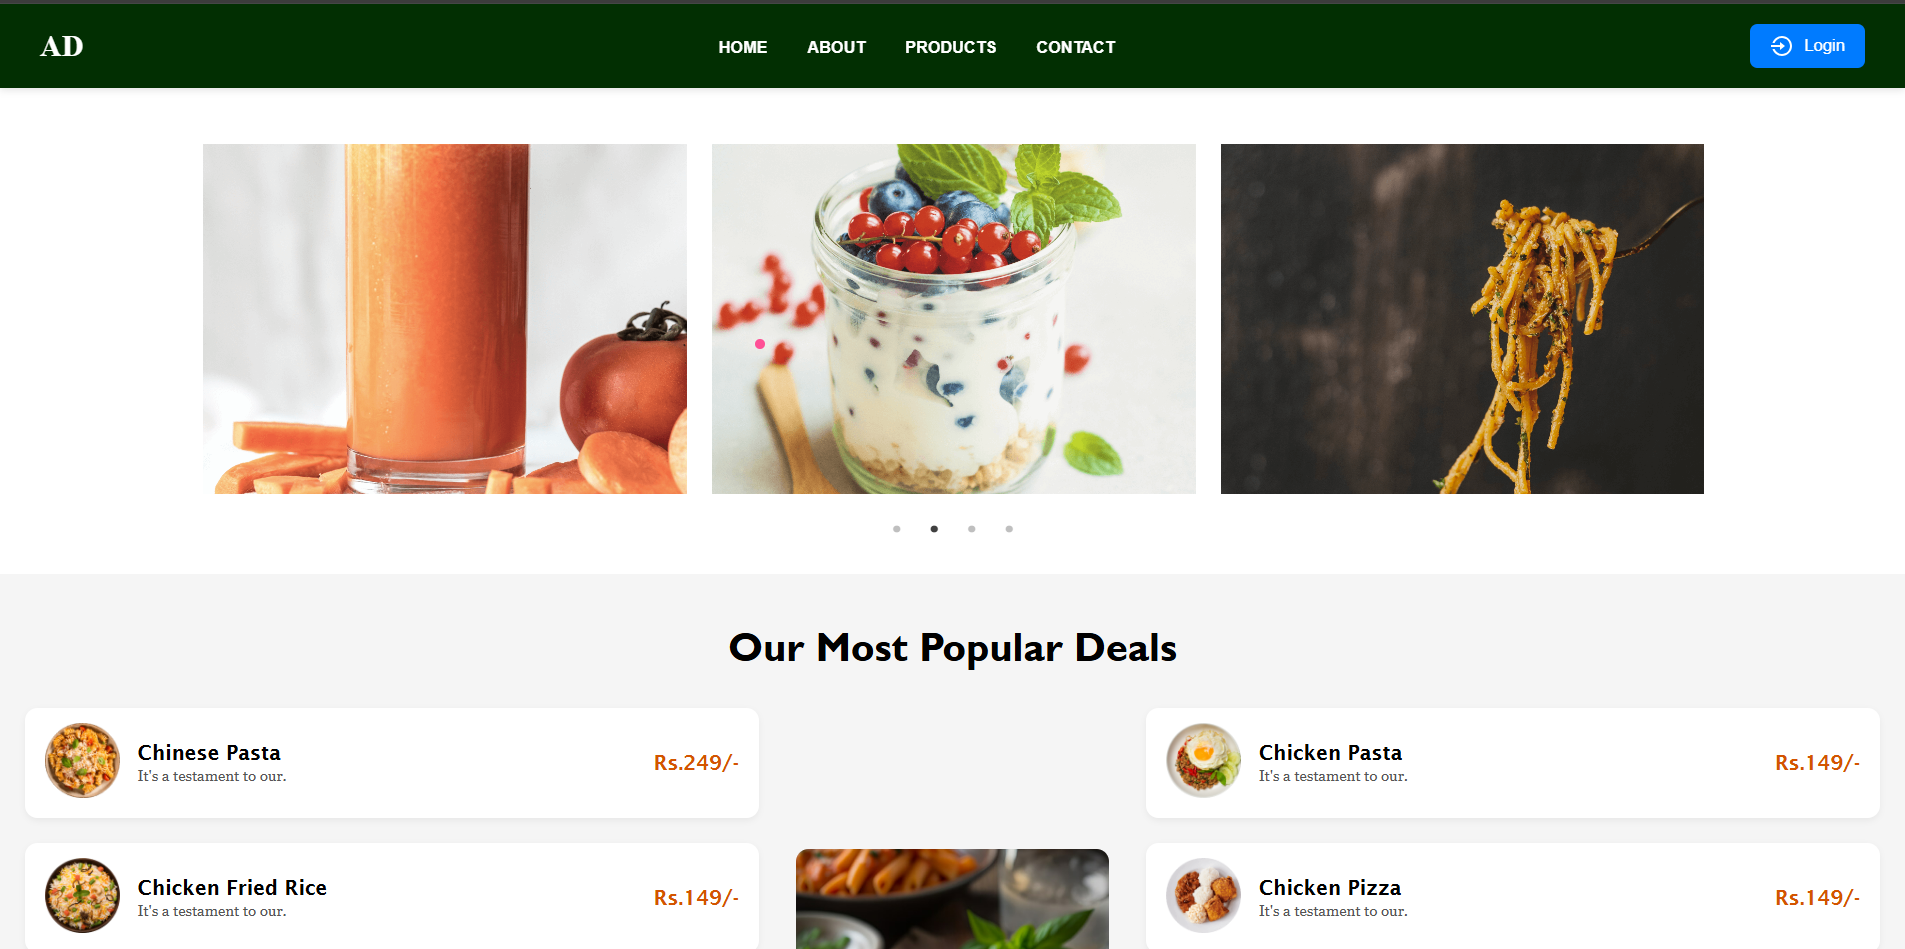 AD
HOME ABOUT PRODUCTS CONTACT
Login
Our Most Popular Deals
Chinese Pasta
It's a testament to our.
Rs.249/-
Chicken Pasta
It's a testament to our.
Rs.149/-
Chicken Fried Rice
It's a testament to our.
Rs.149/-
Chicken Pizza
It's a testament to our.
Rs.149/-